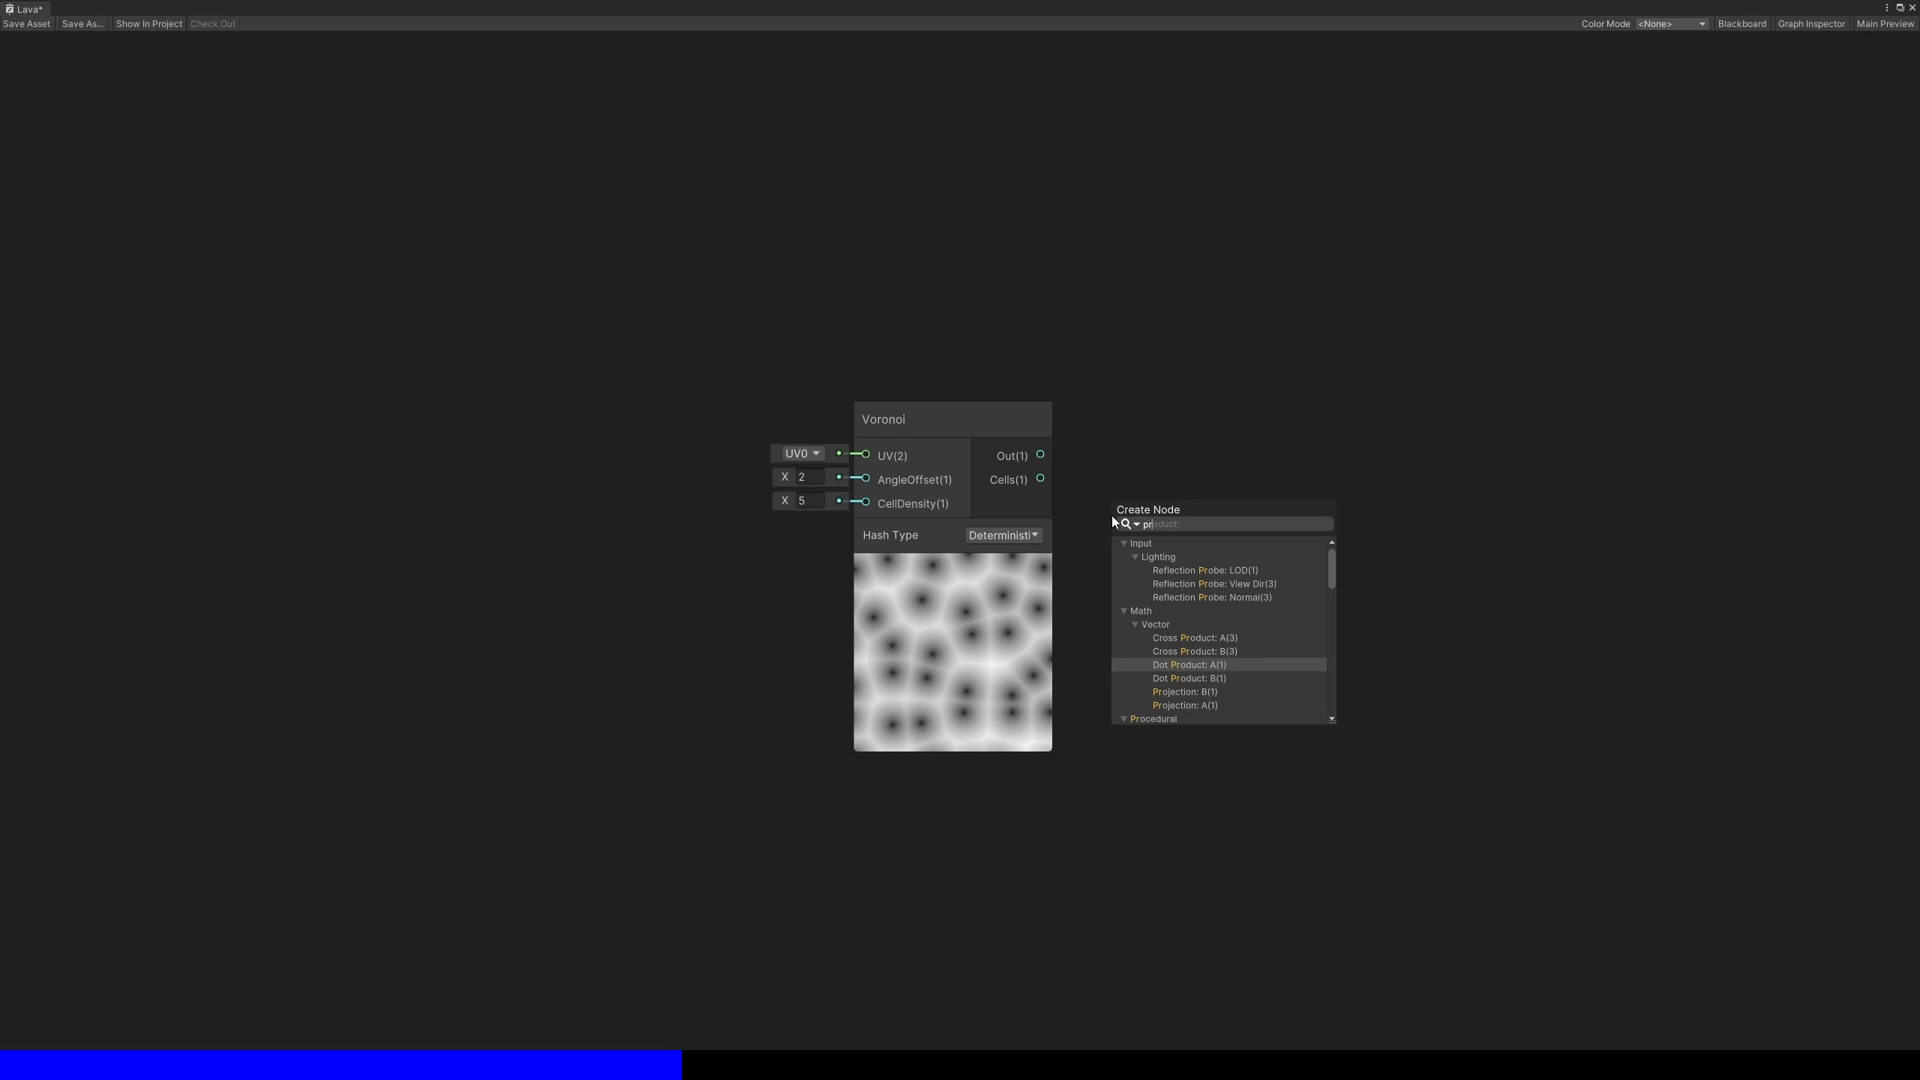 Lava*
Save Asset Save As... Show In Project Check Out Color Mode <None> Blackboard Graph Inspector Main Preview
Voronoi
UV0 UV(2) Out(1)
X 2 AngleOffset(1) Cells(1)
X 5 CellDensity(1)
Hash Type Deterministi
Create Node
product:
Input
Lighting
Reflection Probe: LOD(1)
Reflection Probe: View Dir(3)
Reflection Probe: Normal(3)
Math
Vector
Cross Product: A(3)
Cross Product: B(3)
Dot Product: A(1)
Dot Product: B(1)
Projection: B(1)
Projection: A(1)
Procedural